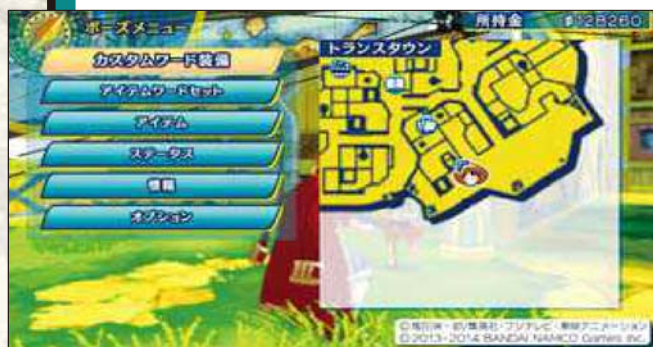 ポーズメニュー
所持金 128260
カスタムワード装備
トランスタウン
アイテムワードセット
アイテム
ステータス
情報
オプション
©尾田栄一郎/集英社・フジテレビ・東映アニメーション
©2013-2014 BANDAI NAMCO Games Inc.